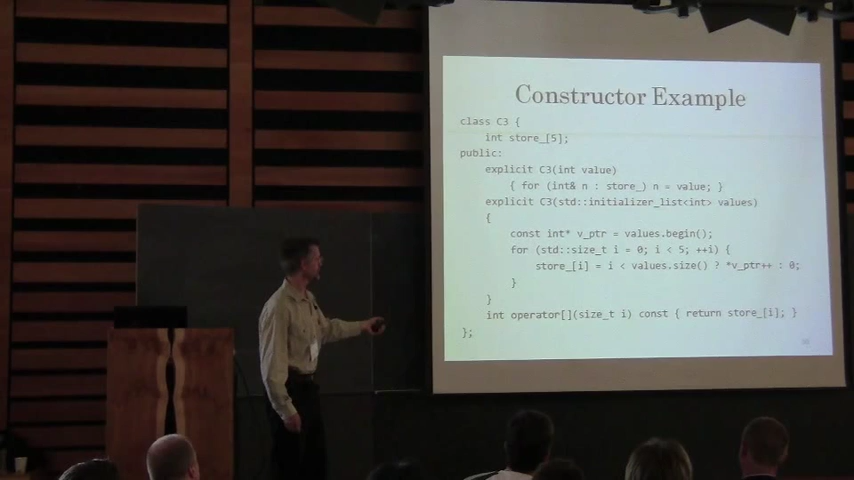 Constructor Example
class C3 {
int store_[5];
public:
explicit C3(int value)
{ for (int& n : store_) n = value; }
explicit C3(std::initializer_list<int> values)
{
const int* v_ptr = values.begin();
for (std::size_t i = 0; i < 5; ++i) {
store_[i] = i < values.size() ? *v_ptr++ : 0;
}
}
int operator[](size_t i) const { return store_[i]; }
};